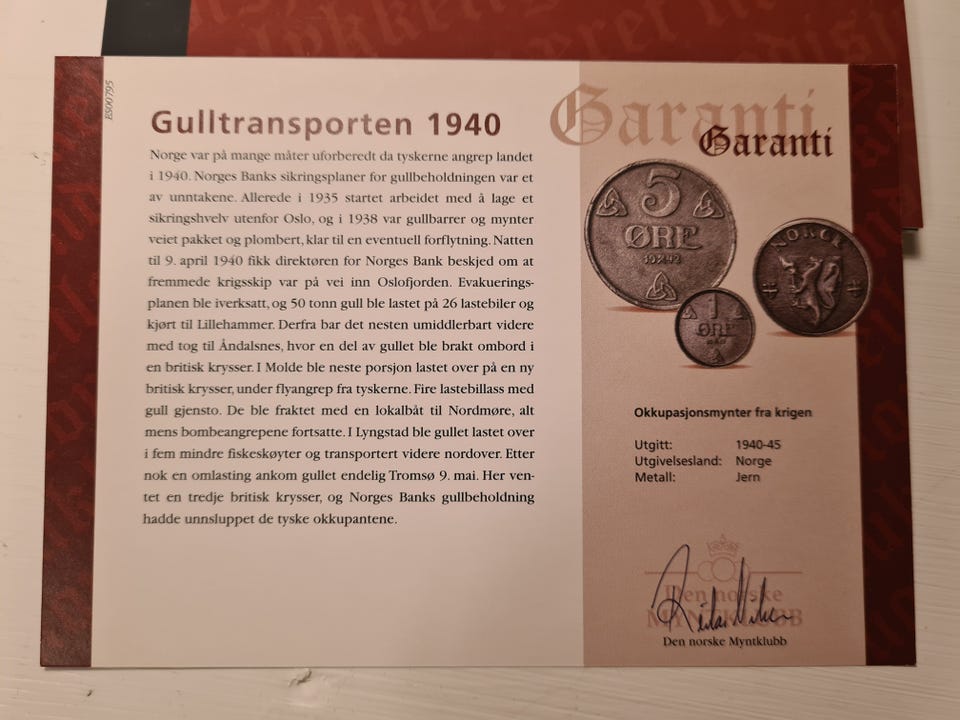 ES00795
Gulltransporten 1940
Norge var på mange måter uforberedt da tyskerne angrep landet
i 1940. Norges Banks sikringsplaner for gullbeholdningen var et
av unntakene. Allerede i 1935 startet arbeidet med å lage et
sikringshvelv utenfor Oslo, og i 1938 var gullbarrer og mynter
veiet pakket og plombert, klar til en eventuell forflytning. Natten
til 9. april 1940 fikk direktøren for Norges Bank beskjed om at
fremmede krigsskip var på vei inn Oslofjorden. Evakuerings-
planen ble iverksatt, og 50 tonn gull ble lastet på 26 lastebiler og
kjørt til Lillehammer. Derfra bar det nesten umiddelbart videre
med tog til Åndalsnes, hvor en del av gullet ble brakt ombord i
en britisk krysser. I Molde ble neste porsjon lastet over på en ny
britisk krysser, under flyangrep fra tyskerne. Fire lastebillass med
gull gjensto. De ble fraktet med en lokalbåt til Nordmøre, alt
mens bombeangrepene fortsatte. I Lyngstad ble gullet lastet over
i fem mindre fiskeskøyter og transportert videre nordover. Etter
nok en omlasting ankom gullet endelig Tromsø 9. mai. Her ven-
tet en tredje britisk krysser, og Norges Banks gullbeholdning
hadde unnsluppet de tyske okkupantene.
Garanti
Garanti
5
ØRE
1942
NORGE
1
ØRE
Okkupasjonsmynter fra krigen
Utgitt: 1940-45
Utgivelsesland: Norge
Metall: Jern
Den norske
MYNTKLUBB
Den norske Myntklubb